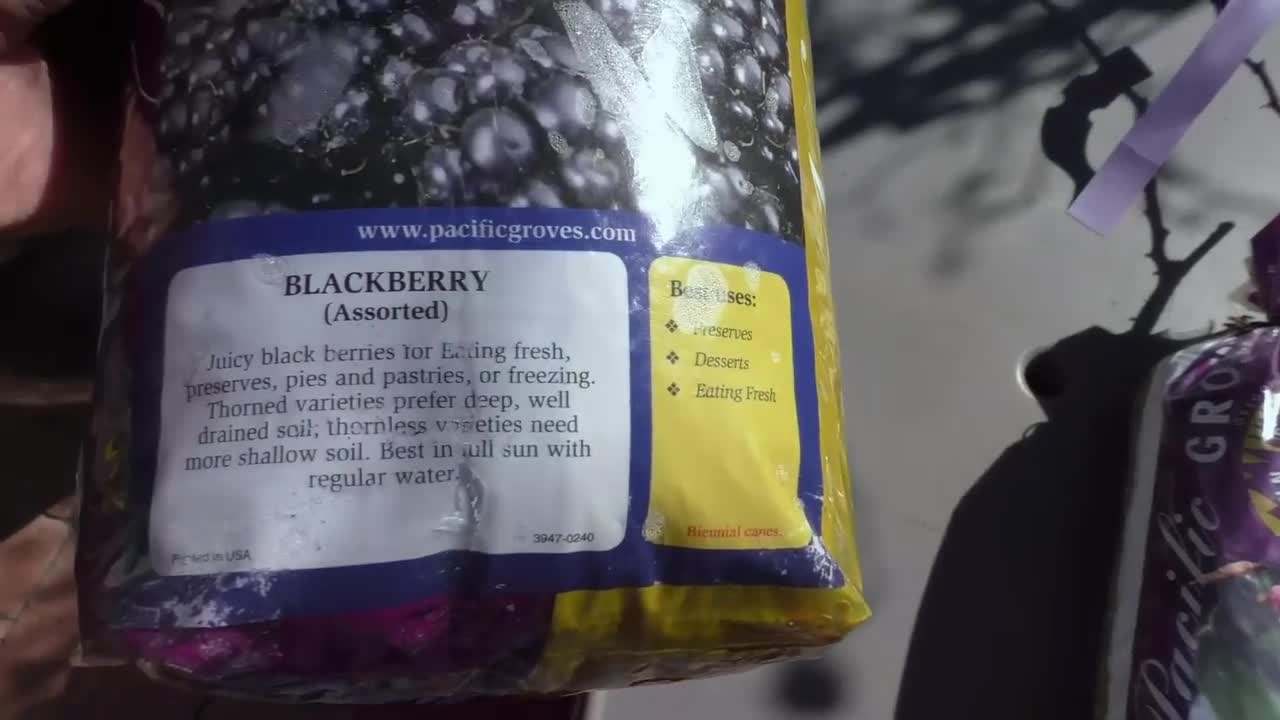 www.pacificgroves.com
BLACKBERRY
(Assorted)
Juicy black berries for Eating fresh,
preserves, pies and pastries, or freezing.
Thorned varieties prefer deep, well
drained soil; thornless varieties need
more shallow soil. Best in full sun with
regular water.
Printed in USA
3947-0240
Best uses:
❖ Preserves
❖ Desserts
❖ Eating Fresh
Biennial canes.
Pacific GRO